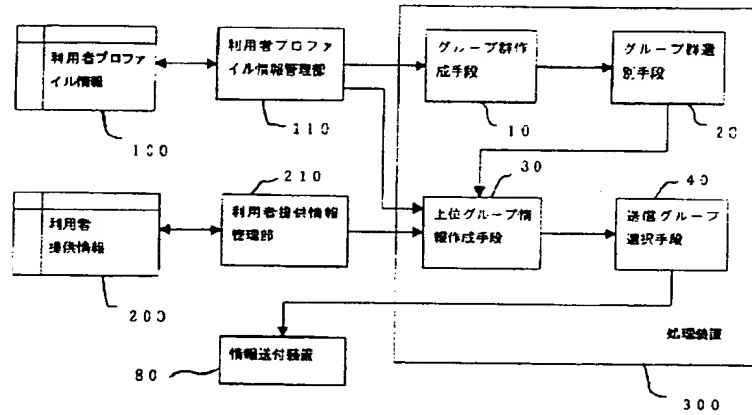 利用者プロファ
イル情報
100
利用者プロフ
ァイル情報管理部
110
グループ群作
成手段
10
グループ群選
別手段
20
利用者
提供情報
200
210
利用者提供情報
管理部
30
上位グループ情
報作成手段
40
送信グループ
選択手段
情報送付装置
80
処理装置
300